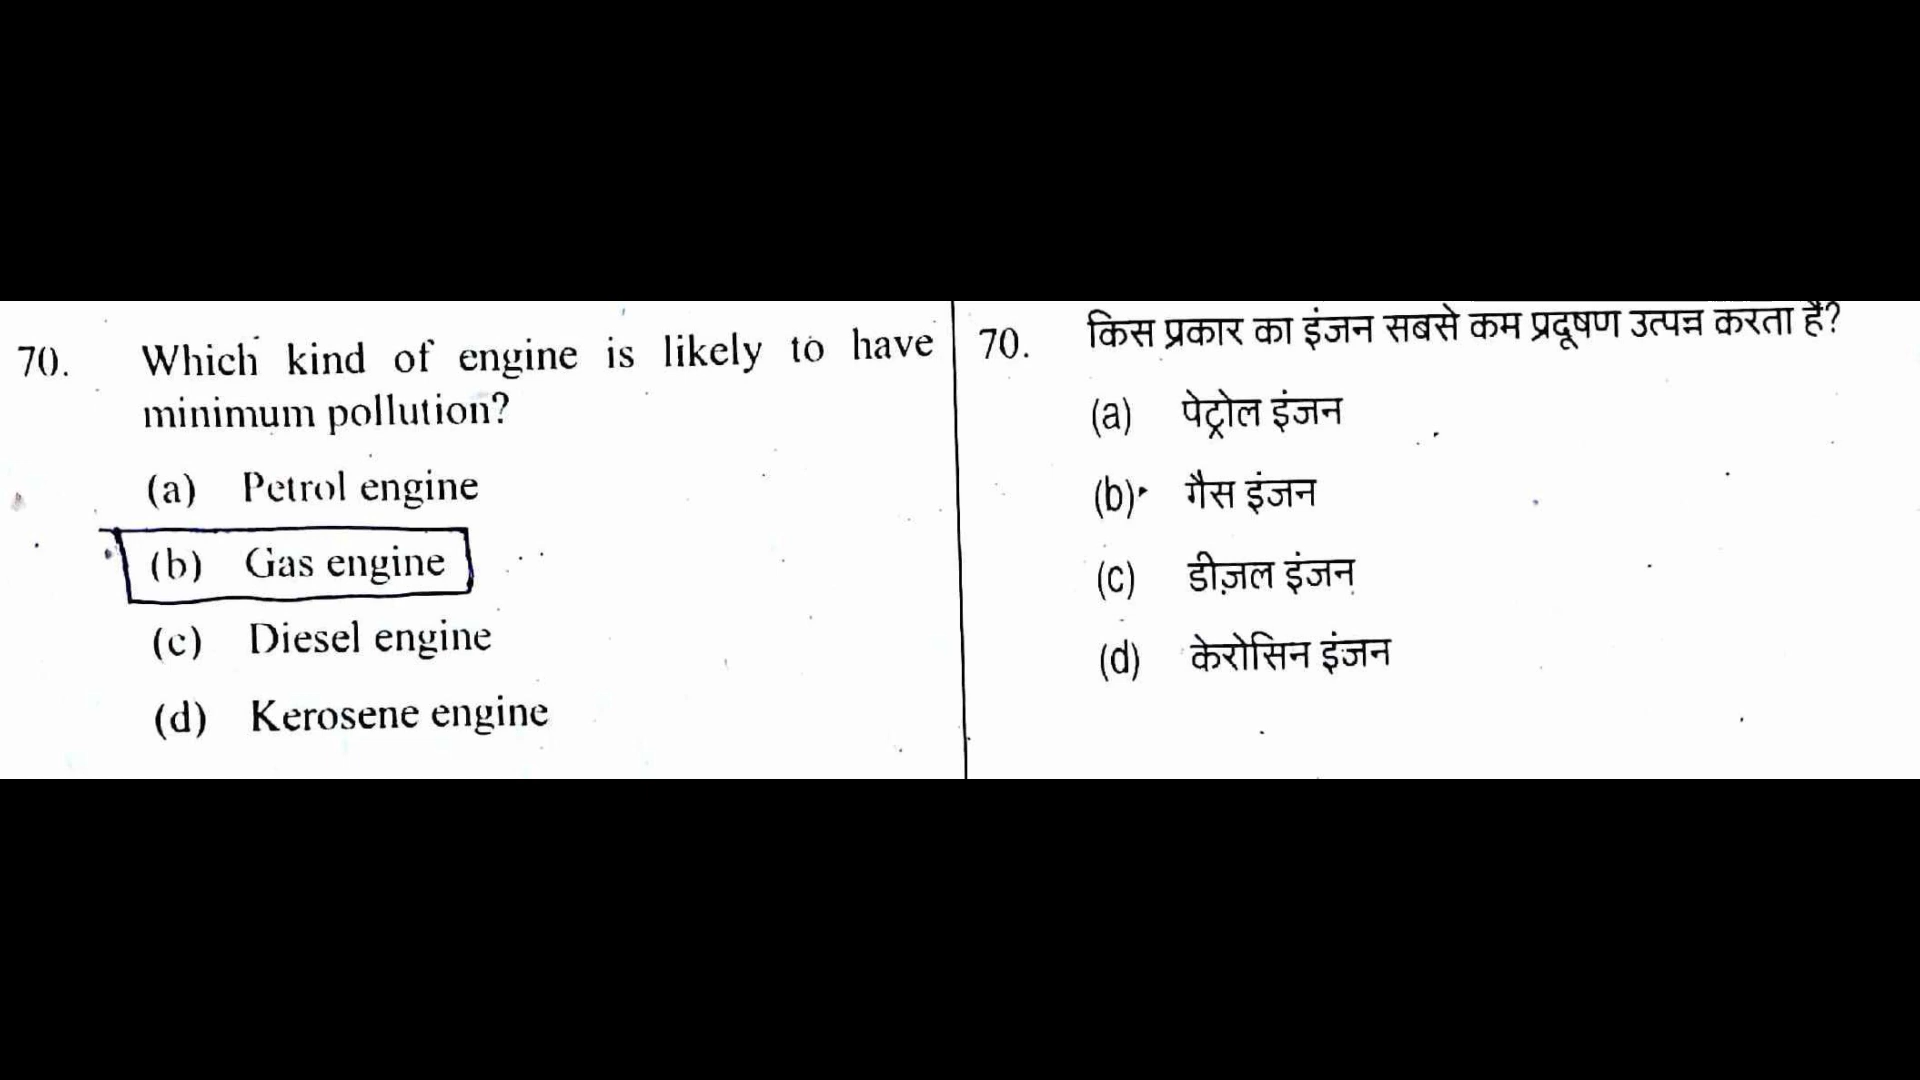 70. Which kind of engine is likely to have
minimum pollution?
(a) Petrol engine
(b) Gas engine
(c) Diesel engine
(d) Kerosene engine
70. किस प्रकार का इंजन सबसे कम प्रदूषण उत्पन्न करता है?
(a) पेट्रोल इंजन
(b) गैस इंजन
(c) डीज़ल इंजन
(d) केरोसिन इंजन